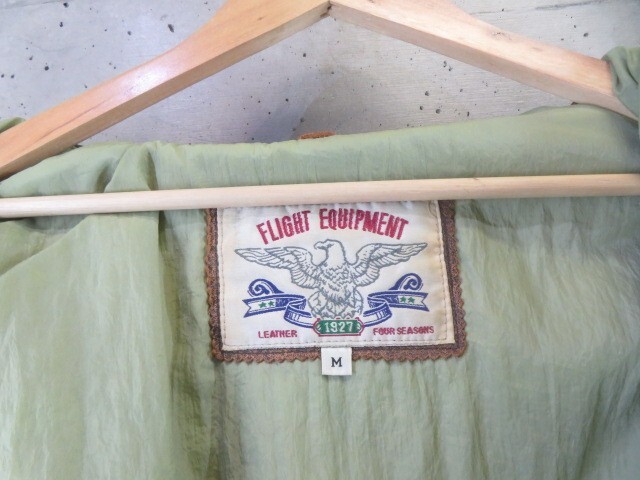 FLIGHT EQUIPMENT
1927
LEATHER FOUR SEASONS
M